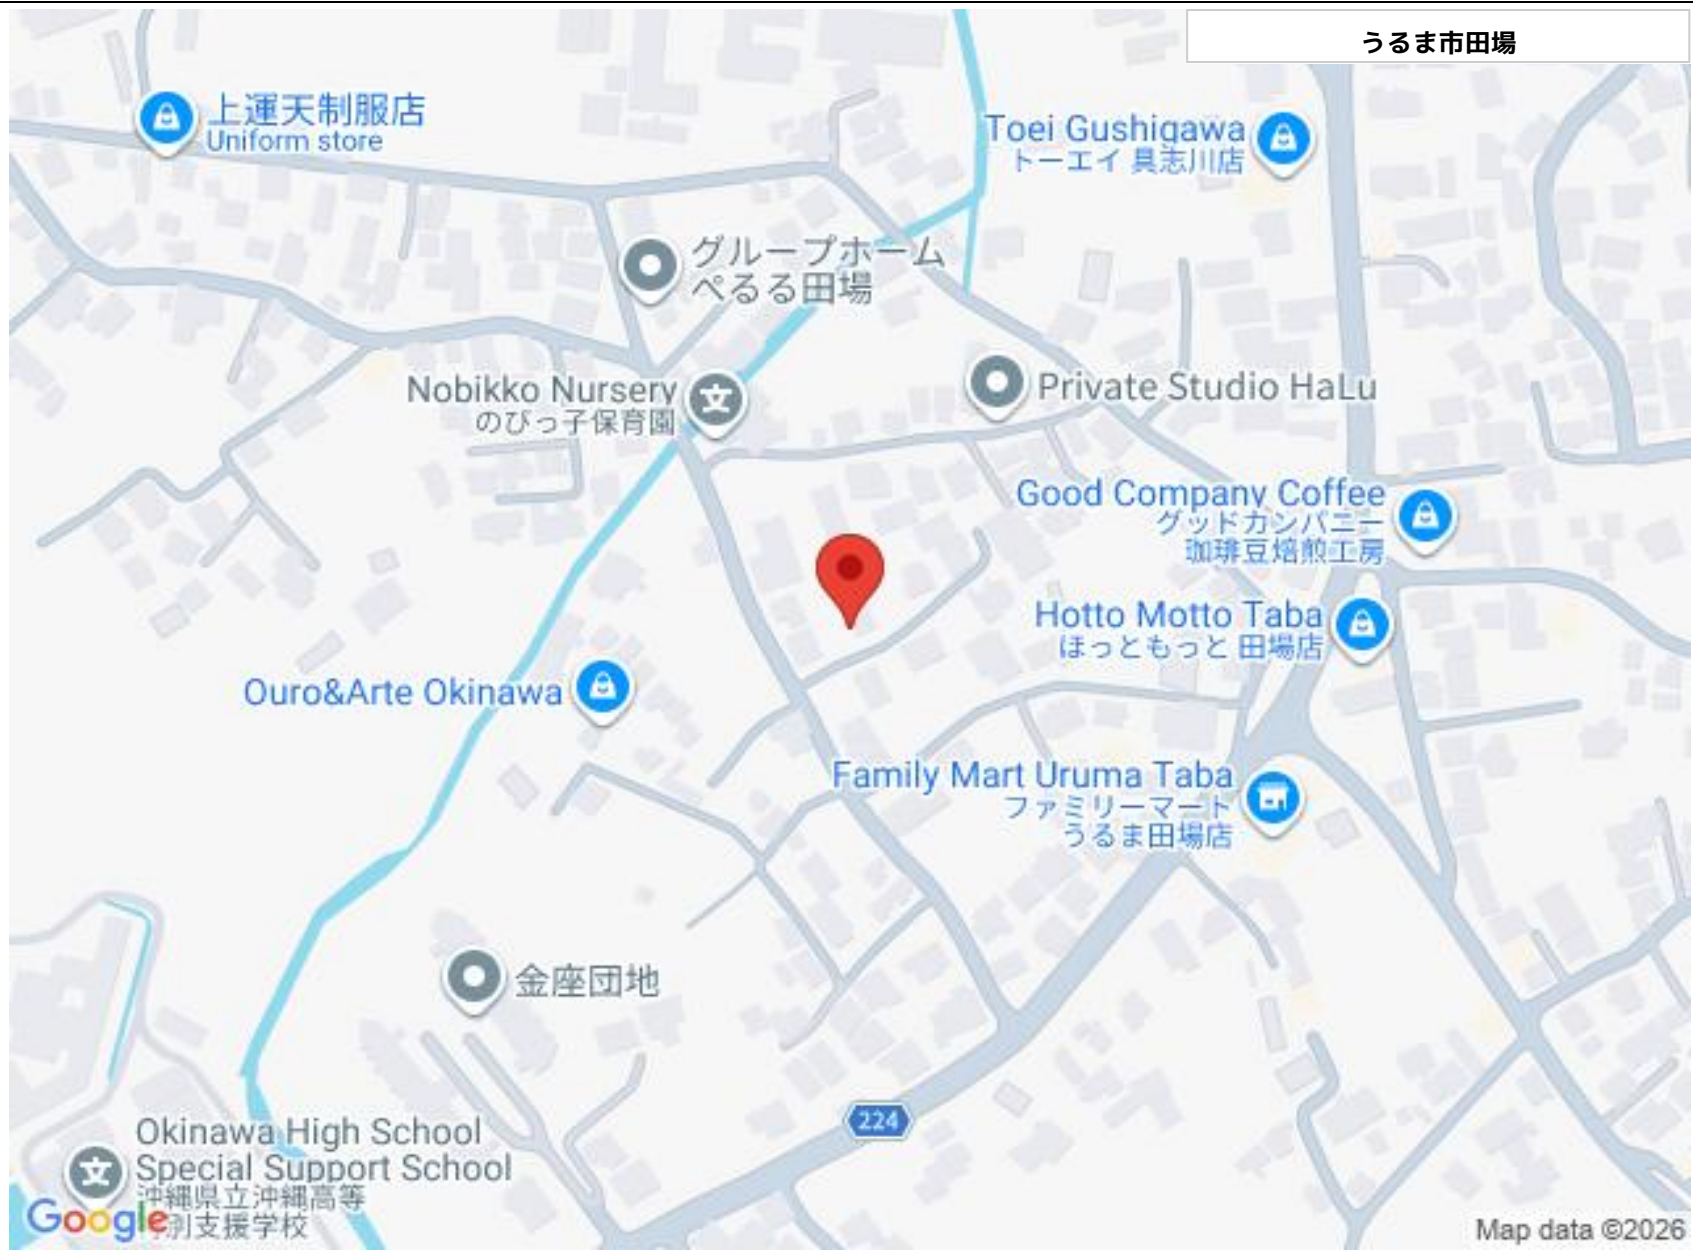 うるま市田場
上運天制服店
Uniform store
Toei Gushigawa
トーエイ 具志川店
グループホーム
ぺるる田場
Nobikko Nursery
のびっ子保育園
Private Studio HaLu
Good Company Coffee
グッドカンパニー
珈琲豆焙煎工房
Hotto Motto Taba
ほっともっと 田場店
Ouro&Arte Okinawa
Family Mart Uruma Taba
ファミリーマート
うるま田場店
金座団地
224
Okinawa High School
Special Support School
沖縄県立沖縄高等
別支援学校
Google
Map data ©2026